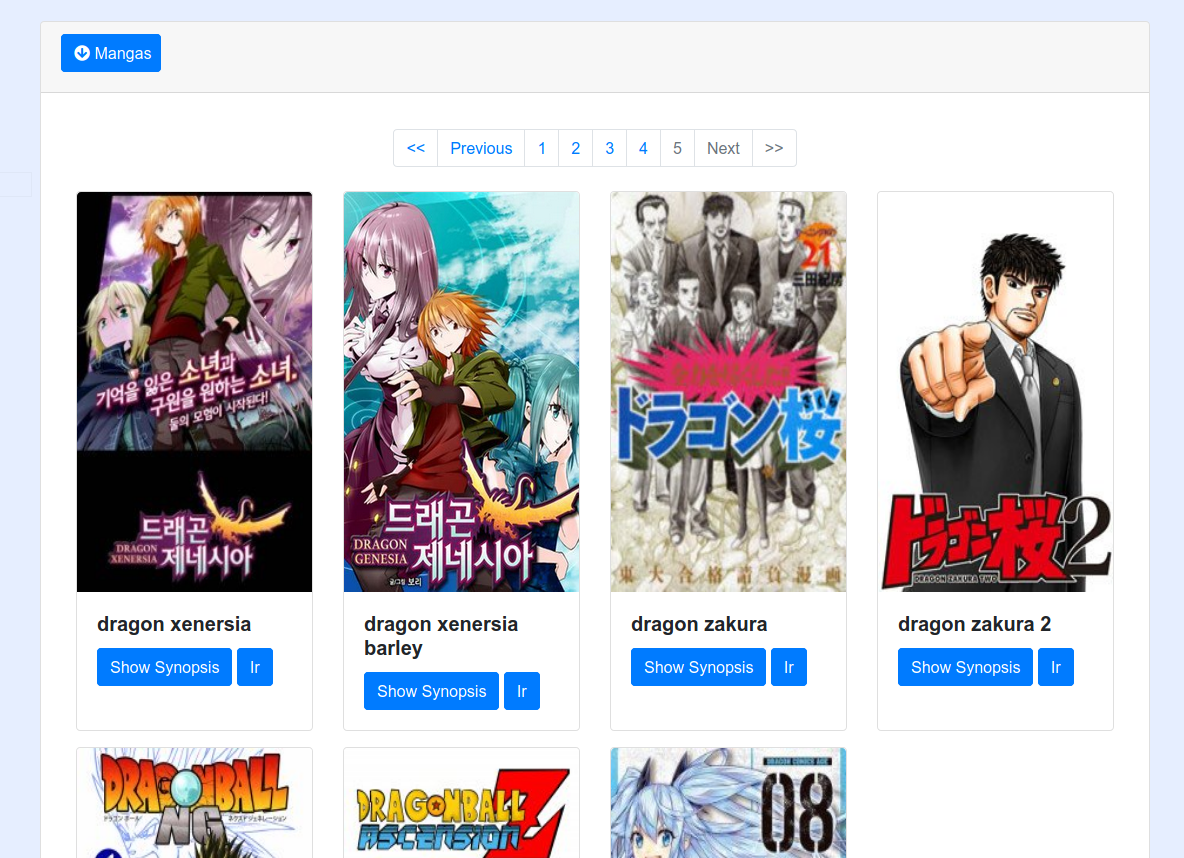 Mangas
<< Previous 1 2 3 4 5 Next >>
기억을 잃은 소년과
구원을 원하는 소녀.
둘의 모험이 시작된다!
드래곤
DRAGON
XENERSIA 제네시아
드래곤
DRAGON
GENESIA 제네시아
글/그림 보리
21
三田紀房
ドラゴン桜
さくら
東大合格請負漫画
ドラゴン桜2
DRAGON ZAKURA TWO
dragon xenersia
Show Synopsis Ir
dragon xenersia
barley
Show Synopsis Ir
dragon zakura
Show Synopsis Ir
dragon zakura 2
Show Synopsis Ir
DRAGONBALL
ドラゴンボール ネクストジェネレーション
NG
DRAGONBALL Z
ASCENSION
DRAGON COMICS AGE
08